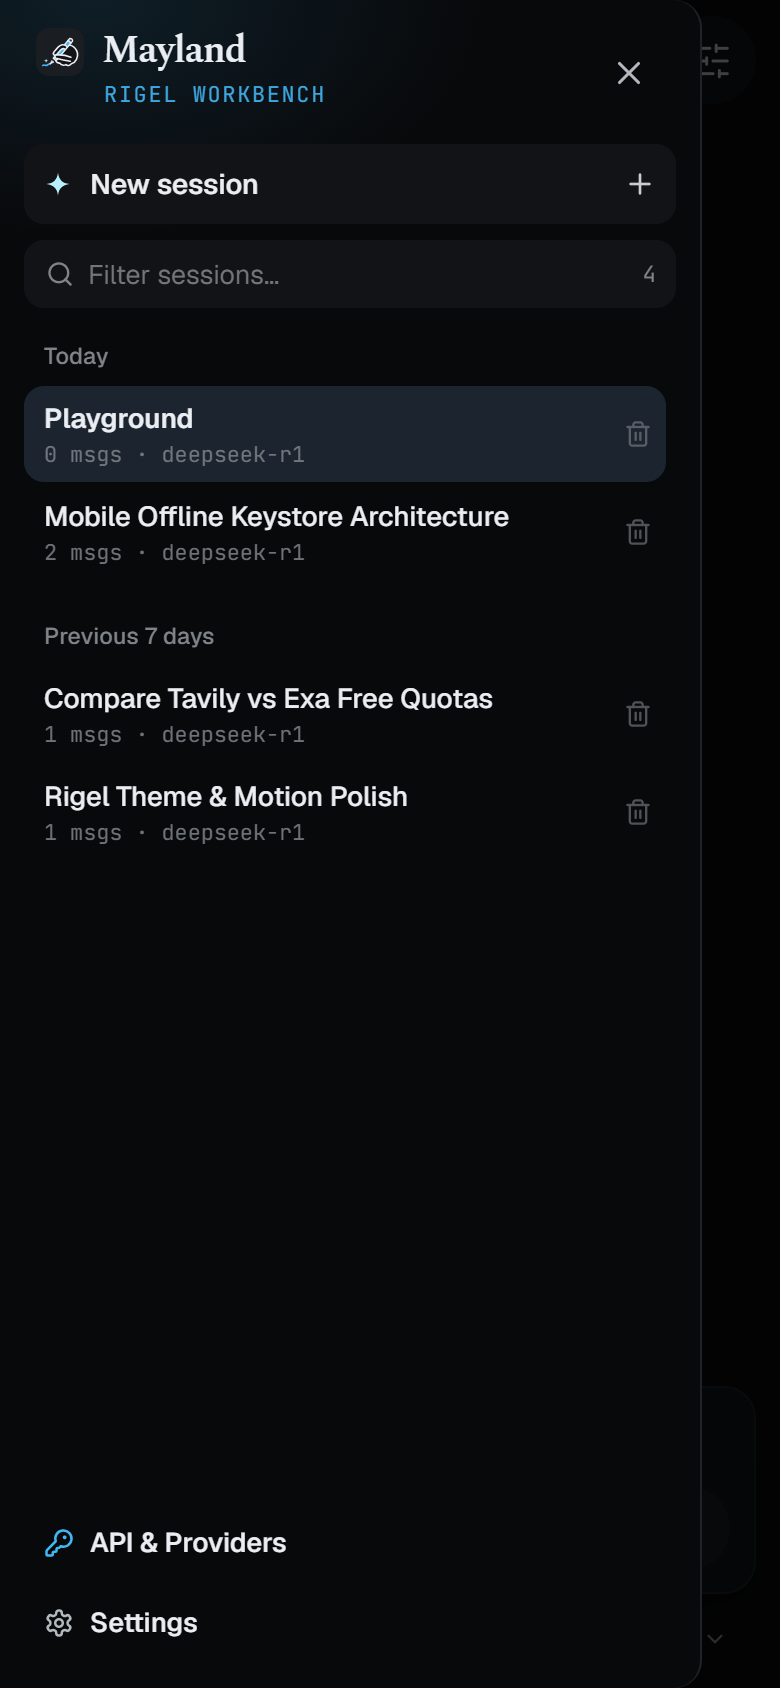 Mayland
RIGEL WORKBENCH
New session
Filter sessions...
4
Today
Playground
0 msgs · deepseek-r1
Mobile Offline Keystore Architecture
2 msgs · deepseek-r1
Previous 7 days
Compare Tavily vs Exa Free Quotas
1 msgs · deepseek-r1
Rigel Theme & Motion Polish
1 msgs · deepseek-r1
API & Providers
Settings